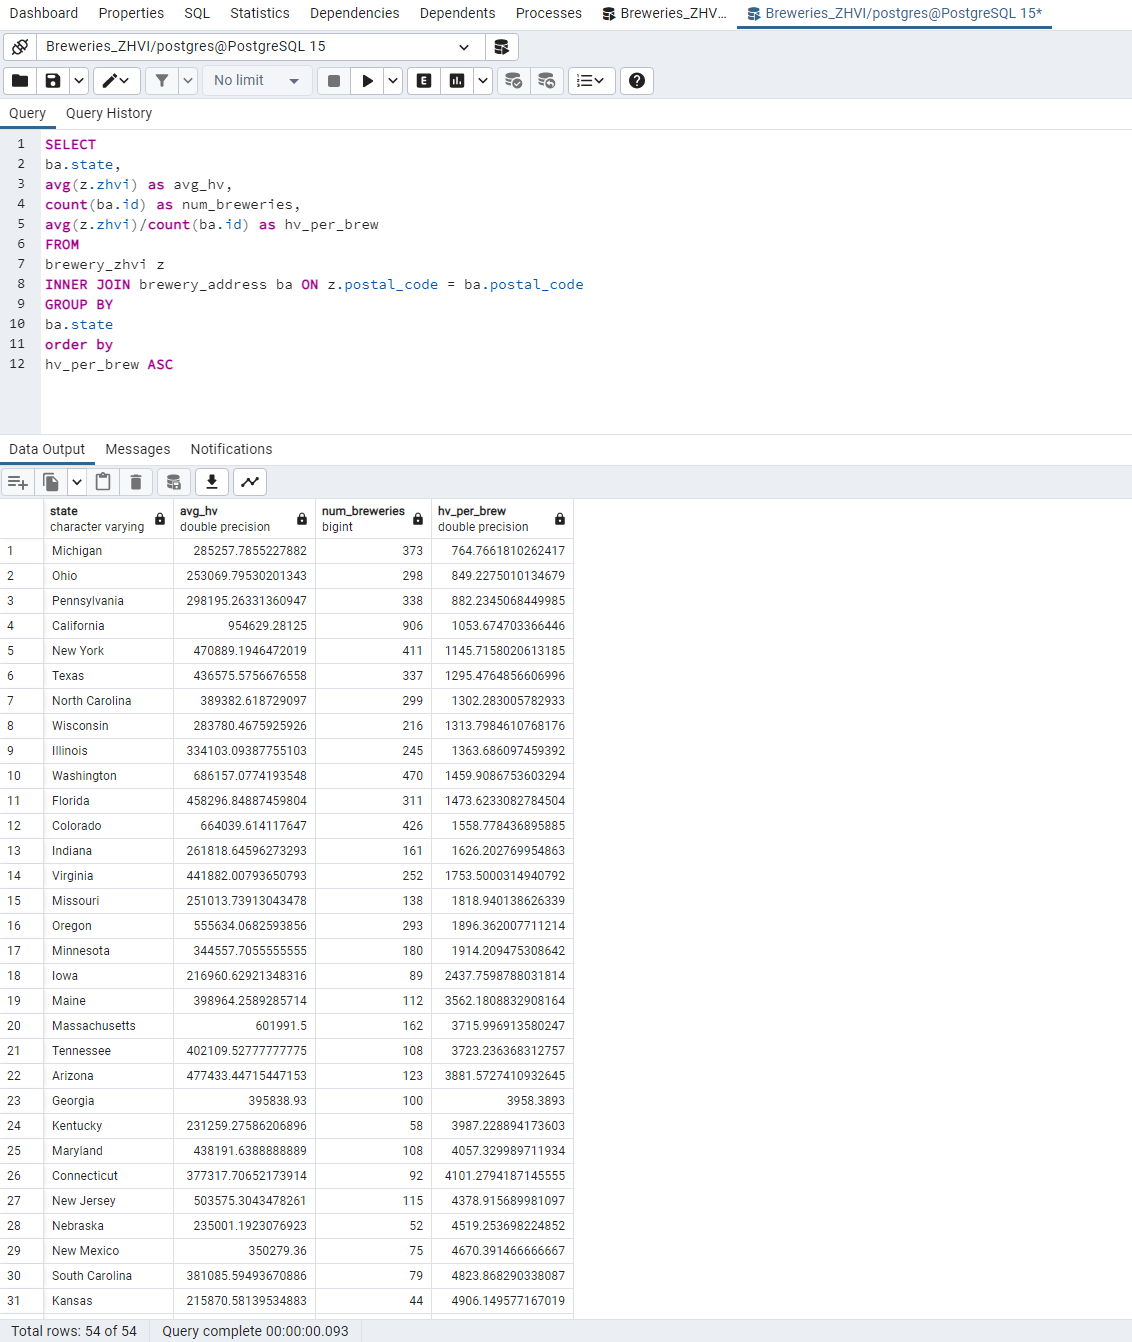 Dashboard Properties SQL Statistics Dependencies Dependents Processes Breweries_ZHV... Breweries_ZHVI/postgres@PostgreSQL 15*
Breweries_ZHVI/postgres@PostgreSQL 15
No limit E
Query Query History
1 SELECT
2 ba.state,
3 avg(z.zhvi) as avg_hv,
4 count(ba.id) as num_breweries,
5 avg(z.zhvi)/count(ba.id) as hv_per_brew
6 FROM
7 brewery_zhvi z
8 INNER JOIN brewery_address ba ON z.postal_code = ba.postal_code
9 GROUP BY
10 ba.state
11 order by
12 hv_per_brew ASC
Data Output Messages Notifications
state avg_hv num_breweries hv_per_brew
character varying double precision bigint double precision
1 Michigan 285257.7855227882 373 764.7661810262417
2 Ohio 253069.79530201343 298 849.2275010134679
3 Pennsylvania 298195.26331360947 338 882.2345068449985
4 California 954629.28125 906 1053.674703366446
5 New York 470889.1946472019 411 1145.7158020613185
6 Texas 436575.5756676558 337 1295.4764856606996
7 North Carolina 389382.618729097 299 1302.283005782933
8 Wisconsin 283780.4675925926 216 1313.7984610768176
9 Illinois 334103.09387755103 245 1363.686097459392
10 Washington 686157.0774193548 470 1459.9086753603294
11 Florida 458296.84887459804 311 1473.6233082784504
12 Colorado 664039.614117647 426 1558.778436895885
13 Indiana 261818.64596273293 161 1626.202769954863
14 Virginia 441882.00793650793 252 1753.5000314940792
15 Missouri 251013.73913043478 138 1818.940138626339
16 Oregon 555634.0682593856 293 1896.362007711214
17 Minnesota 344557.7055555555 180 1914.209475308642
18 Iowa 216960.62921348316 89 2437.7598788031814
19 Maine 398964.2589285714 112 3562.1808832908164
20 Massachusetts 601991.5 162 3715.996913580247
21 Tennessee 402109.52777777775 108 3723.236368312757
22 Arizona 477433.44715447153 123 3881.5727410932645
23 Georgia 395838.93 100 3958.3893
24 Kentucky 231259.27586206896 58 3987.228894173603
25 Maryland 438191.6388888889 108 4057.329989711934
26 Connecticut 377317.70652173914 92 4101.2794187145555
27 New Jersey 503575.3043478261 115 4378.915689981097
28 Nebraska 235001.1923076923 52 4519.253698224852
29 New Mexico 350279.36 75 4670.391466666667
30 South Carolina 381085.59493670886 79 4823.868290338087
31 Kansas 215870.58139534883 44 4906.149577167019
Total rows: 54 of 54 Query complete 00:00:00.093